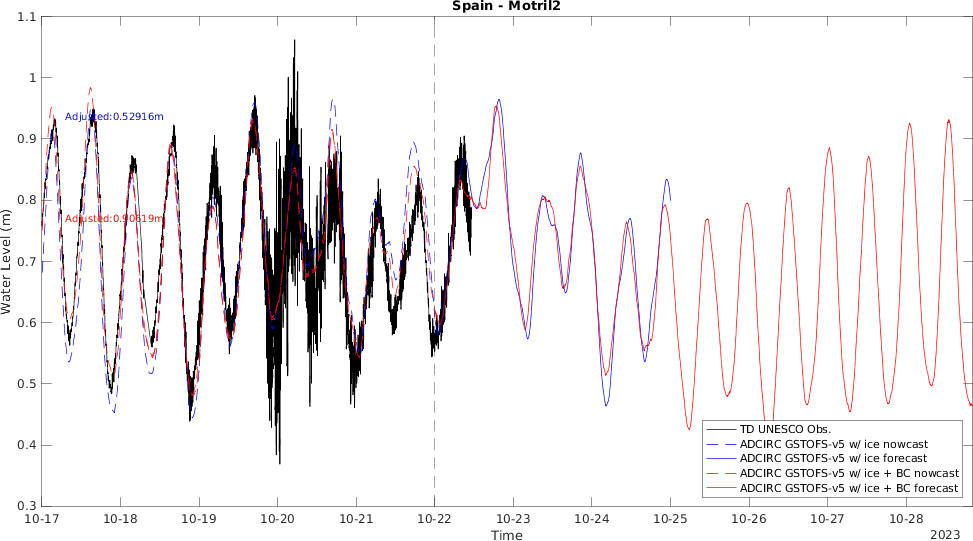 Spain - Motril2
1.1
1
0.9
0.8
0.7
0.6
0.5
0.4
0.3
Water Level (m)
Adjusted:0.52916m
Adjusted:0.90619m
TD UNESCO Obs.
ADCIRC GSTOFS-v5 w/ ice nowcast
ADCIRC GSTOFS-v5 w/ ice forecast
ADCIRC GSTOFS-v5 w/ ice + BC nowcast
ADCIRC GSTOFS-v5 w/ ice + BC forecast
10-17 10-18 10-19 10-20 10-21 10-22 10-23 10-24 10-25 10-26 10-27 10-28
Time
2023